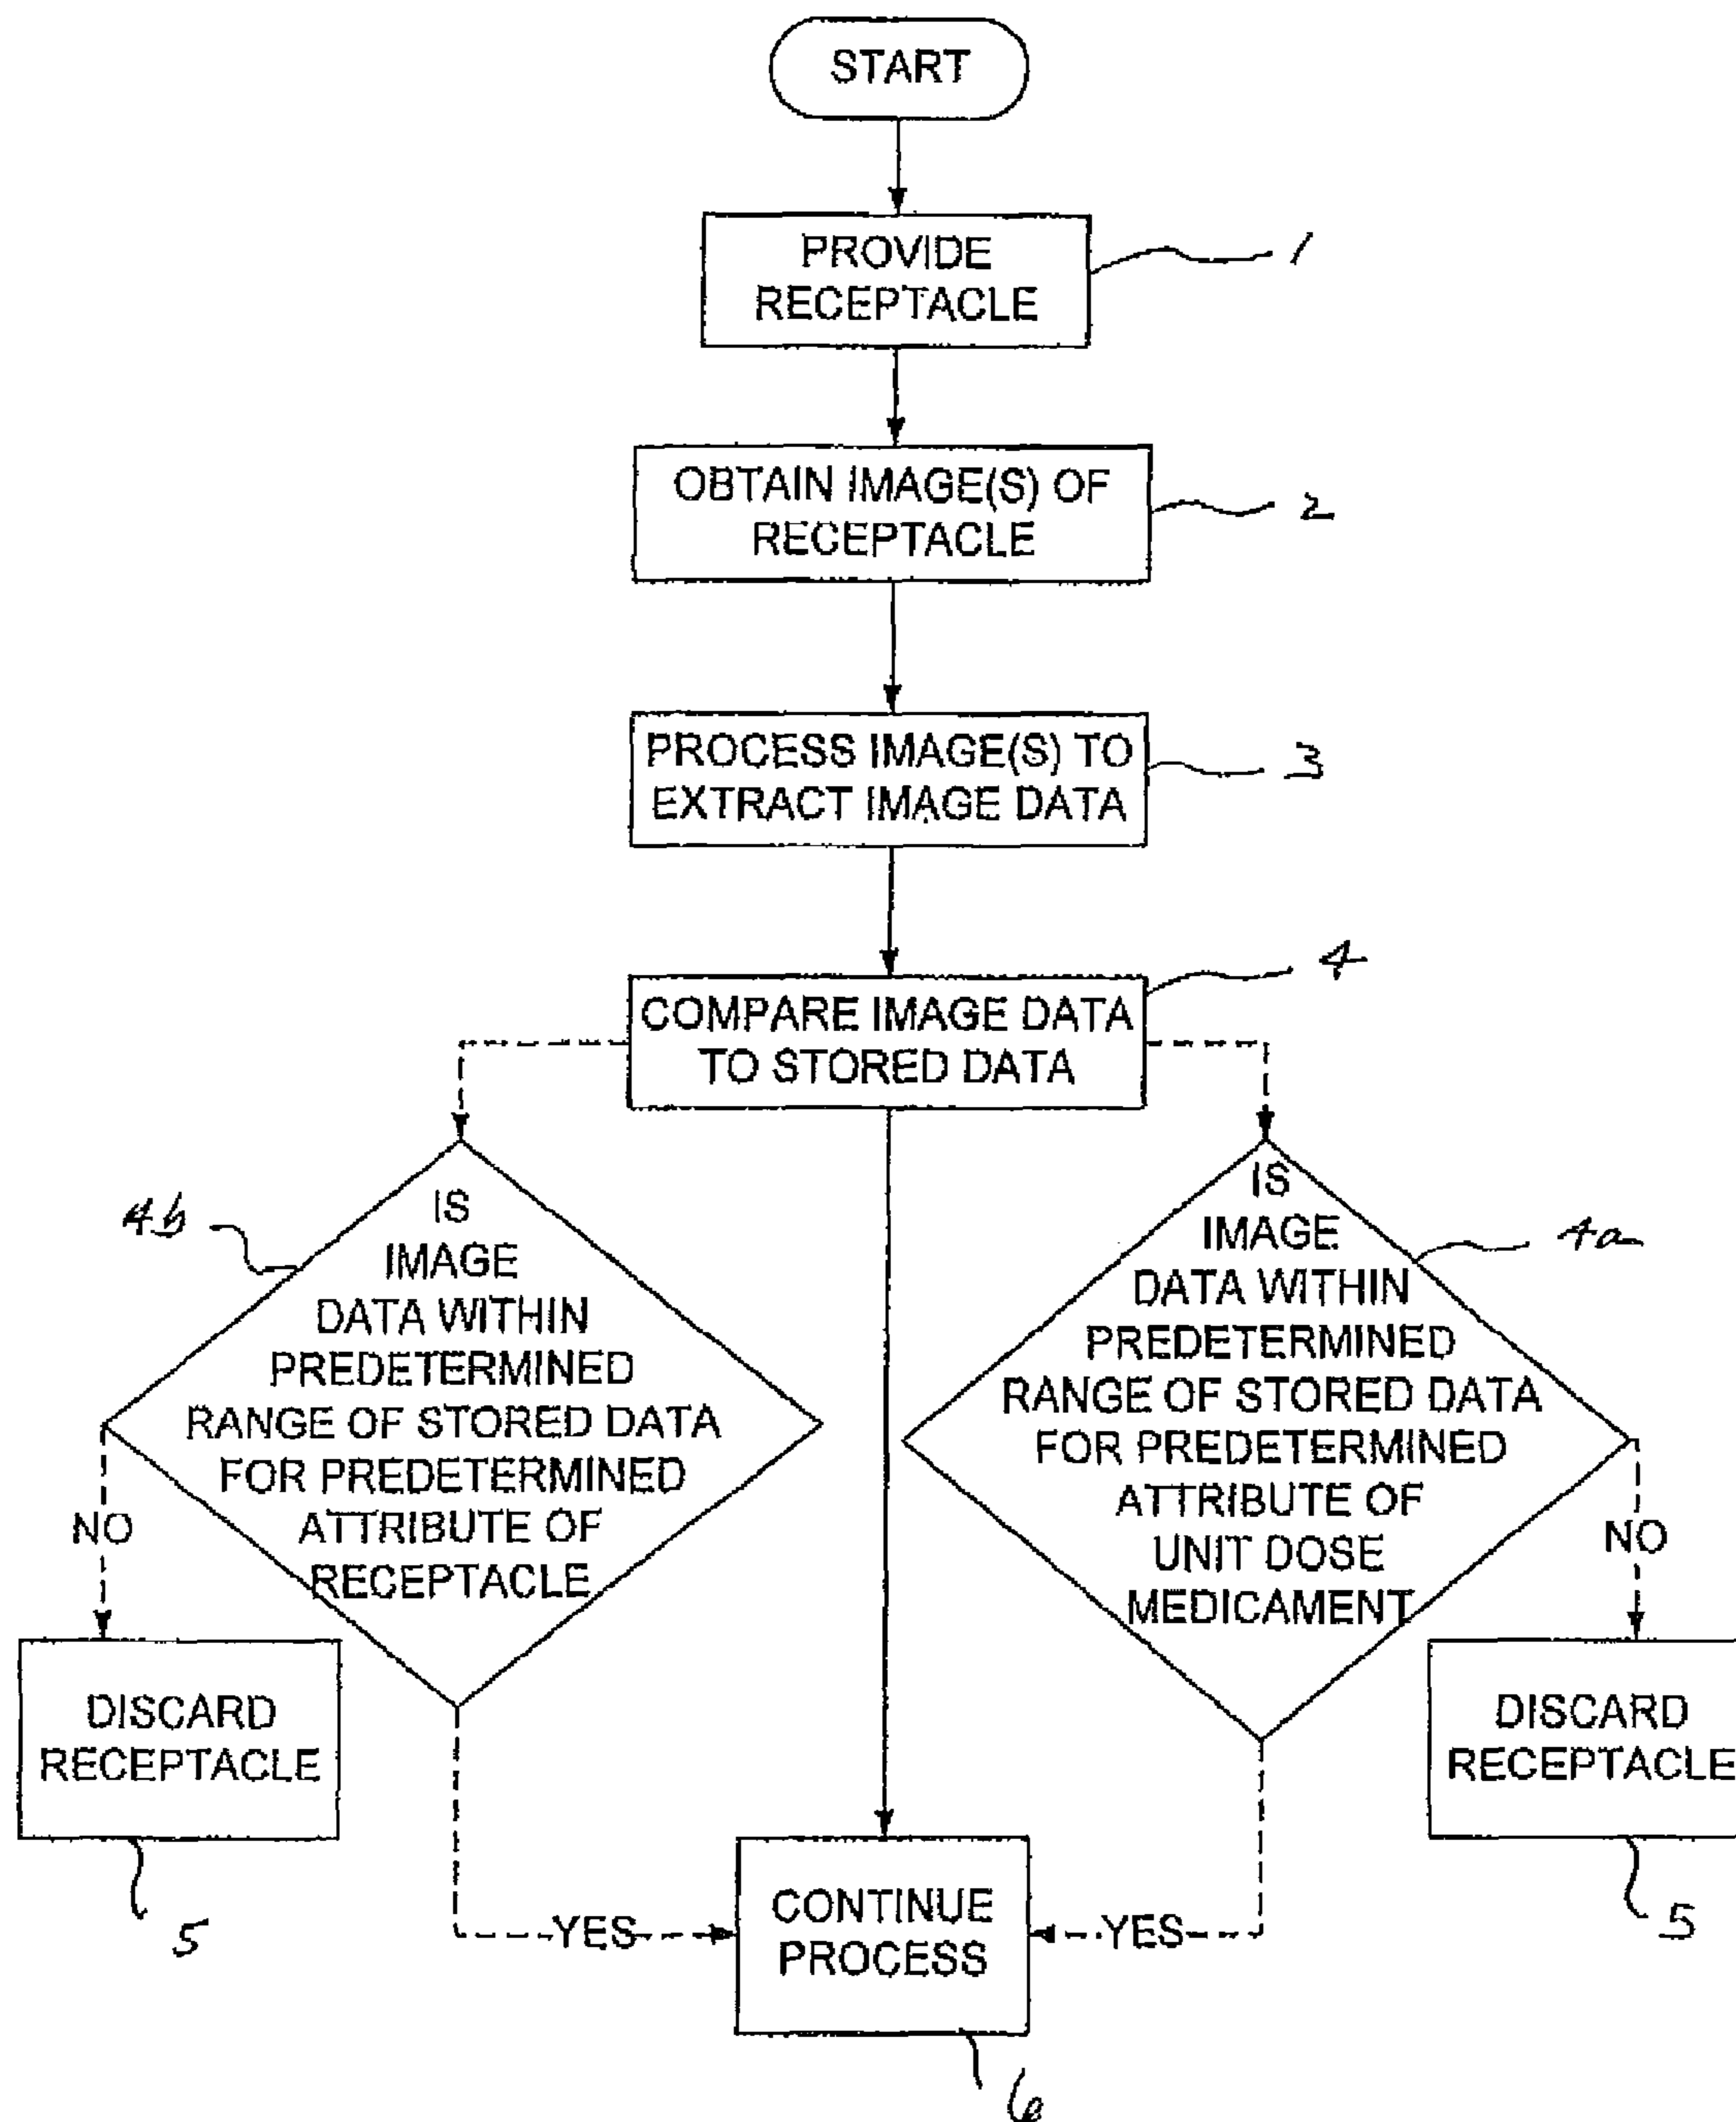 START
PROVIDE
RECEPTACLE
1
OBTAIN IMAGE(S) OF
RECEPTACLE
2
PROCESS IMAGE(S) TO
EXTRACT IMAGE DATA
3
COMPARE IMAGE DATA
TO STORED DATA
4
4b
IS
IMAGE
DATA WITHIN
PREDETERMINED
RANGE OF STORED DATA
FOR PREDETERMINED
ATTRIBUTE OF
RECEPTACLE
4a
IS
IMAGE
DATA WITHIN
PREDETERMINED
RANGE OF STORED DATA
FOR PREDETERMINED
ATTRIBUTE OF
UNIT DOSE
MEDICAMENT
NO
NO
DISCARD
RECEPTACLE
5
DISCARD
RECEPTACLE
5
YES
CONTINUE
PROCESS
YES
6